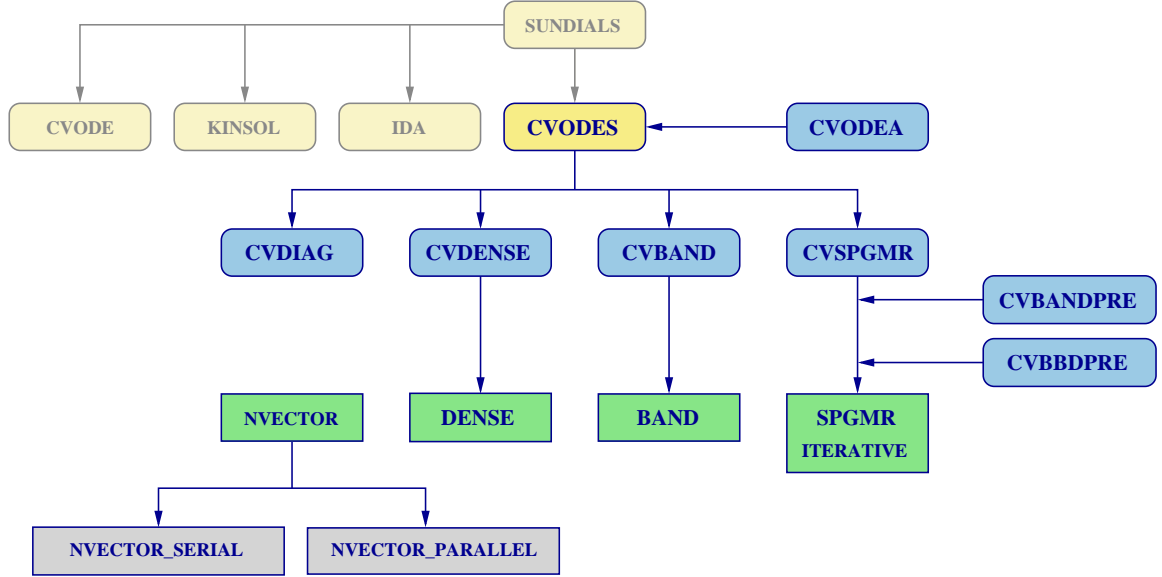 SUNDIALS
CVODE
KINSOL
IDA
CVODES
CVODEA
CVDIAG
CVDENSE
CVBAND
CVSPGMR
CVBANDPRE
CVBBDPRE
NVECTOR
DENSE
BAND
SPGMR
ITERATIVE
NVECTOR_SERIAL
NVECTOR_PARALLEL